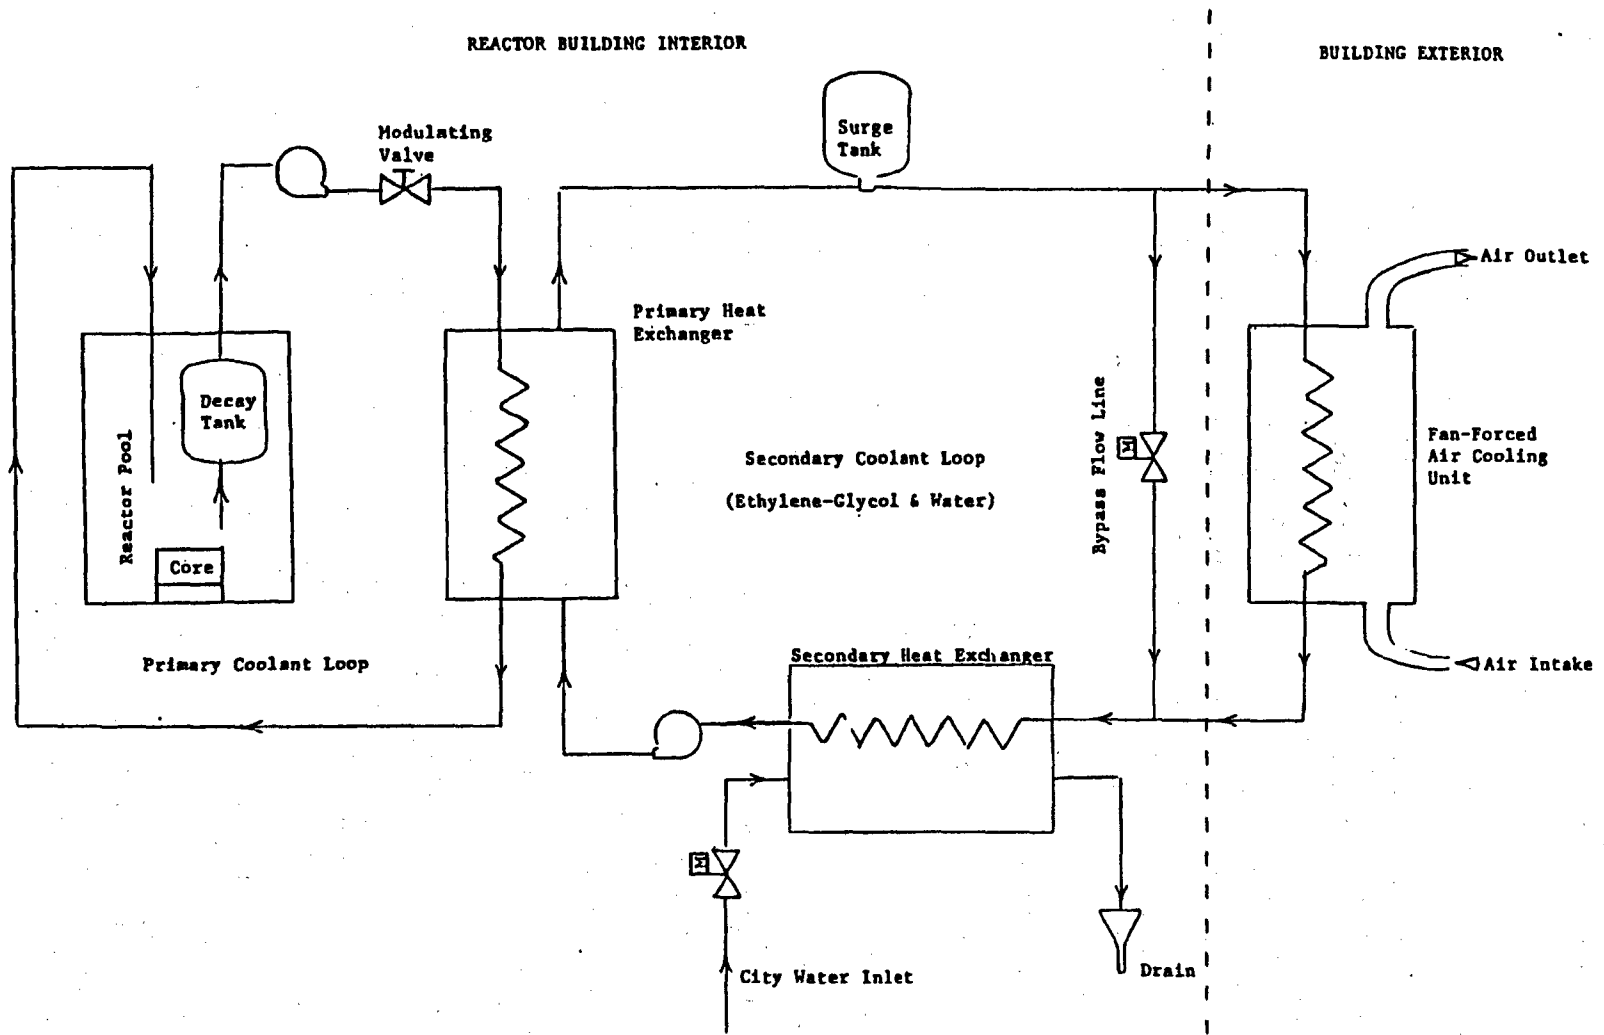 REACTOR BUILDING INTERIOR
BUILDING EXTERIOR
Modulating
Valve
Surge
Tank
Air Outlet
Primary Heat
Exchanger
Decay
Tank
Reactor Pool
Core
Secondary Coolant Loop
(Ethylene-Glycol & Water)
Bypass Flow Line
M
Fan-Forced
Air Cooling
Unit
Primary Coolant Loop
Secondary Heat Exchanger
Air Intake
M
City Water Inlet
Drain